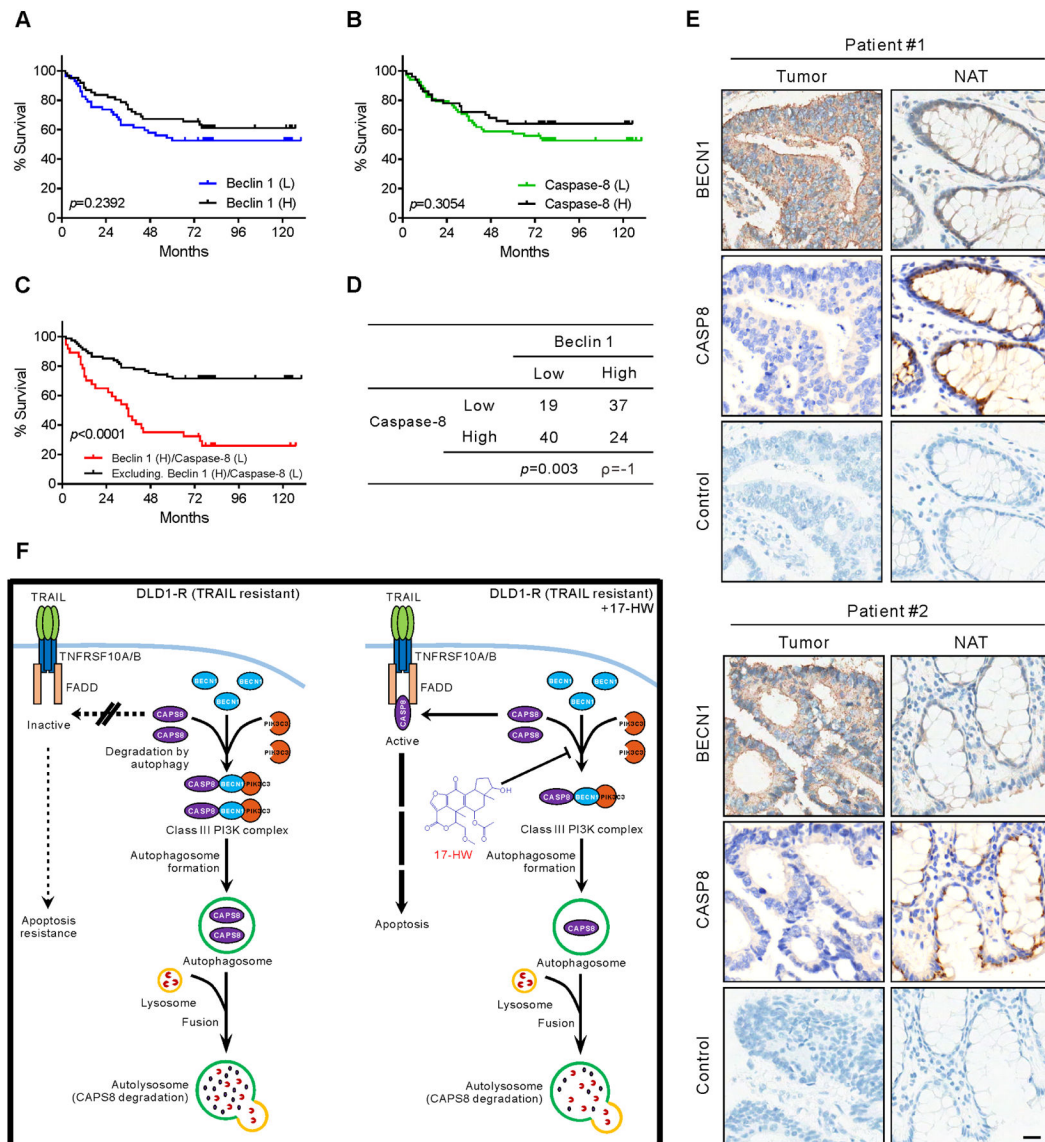 A
% Survival
100
80
60
40
20
0
Beclin 1 (L)
Beclin 1 (H)
p=0.2392
0 24 48 72 96 120
Months
B
% Survival
100
80
60
40
20
0
Caspase-8 (L)
Caspase-8 (H)
p=0.3054
0 24 48 72 96 120
Months
C
% Survival
100
80
60
40
20
0
p<0.0001
Beclin 1 (H)/Caspase-8 (L)
Excluding. Beclin 1 (H)/Caspase-8 (L)
0 24 48 72 96 120
Months
D
Beclin 1
Low High
Caspase-8
Low 19 37
High 40 24
p=0.003 ρ=-1
E
Patient #1
Tumor NAT
BECN1
CASP8
Control
Patient #2
Tumor NAT
BECN1
CASP8
Control
F
TRAIL
DLD1-R (TRAIL resistant)
TNFRSF10A/B
FADD
BECN1
BECN1
BECN1
Inactive
CAPS8
CAPS8
PIK3C3
PIK3C3
Degradation by
autophagy
CASP8 BECN1 PIK3C3
CASP8 BECN1 PIK3C3
Class III PI3K complex
Autophagosome
formation
Apoptosis
resistance
CAPS8
CAPS8
Autophagosome
Lysosome
Fusion
Autolysosome
(CAPS8 degradation)
TRAIL
DLD1-R (TRAIL resistant)
+17-HW
TNFRSF10A/B
FADD
CASP8
BECN1
BECN1
BECN1
Active
CAPS8
CAPS8
PIK3C3
PIK3C3
OH
O
O
O
O
O
O
O
O
17-HW
CASP8 BECN1 PIK3C3
Class III PI3K complex
Autophagosome
formation
Apoptosis
CAPS8
Autophagosome
Lysosome
Fusion
Autolysosome
(CAPS8 degradation)